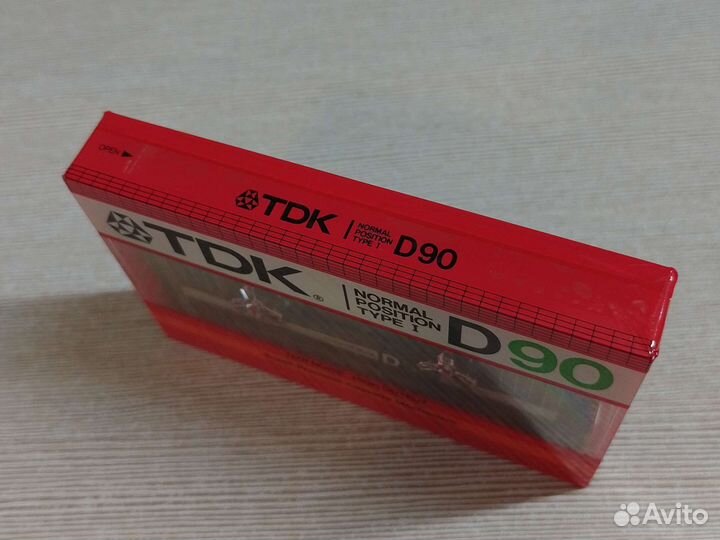 OPEN
TDK
NORMAL
POSITION
TYPE I
D90
TDK
®
NORMAL
POSITION
TYPE I
D90
D
Avito